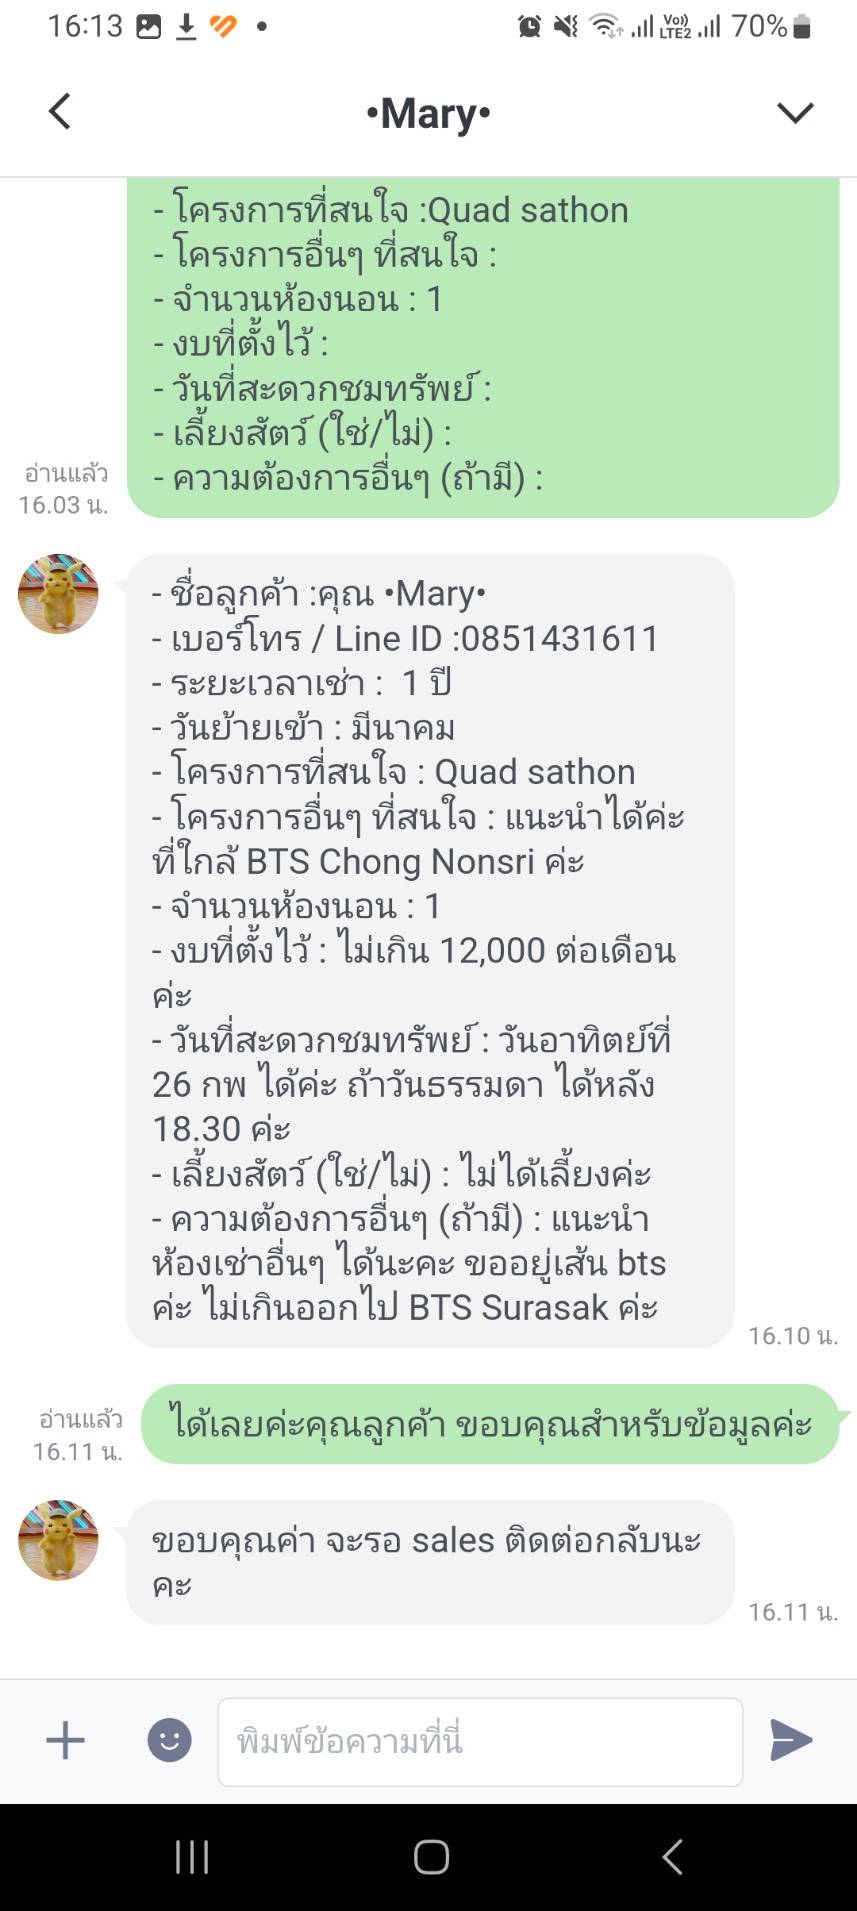 16:13
Vo))
LTE2
70%
•Mary•
- โครงการที่สนใจ :Quad sathon
- โครงการอื่นๆ ที่สนใจ :
- จำนวนห้องนอน : 1
- งบที่ตั้งไว้ :
- วันที่สะดวกชมทรัพย์ :
- เลี้ยงสัตว์ (ใช่/ไม่) :
- ความต้องการอื่นๆ (ถ้ามี) :
อ่านแล้ว
16.03 น.
- ชื่อลูกค้า :คุณ •Mary•
- เบอร์โทร / Line ID :0851431611
- ระยะเวลาเช่า :  1 ปี
- วันย้ายเข้า : มีนาคม
- โครงการที่สนใจ : Quad sathon
- โครงการอื่นๆ ที่สนใจ : แนะนำได้ค่ะ
ที่ใกล้ BTS Chong Nonsri ค่ะ
- จำนวนห้องนอน : 1
- งบที่ตั้งไว้ : ไม่เกิน 12,000 ต่อเดือน
ค่ะ
- วันที่สะดวกชมทรัพย์ : วันอาทิตย์ที่
26 กพ ได้ค่ะ ถ้าวันธรรมดา ได้หลัง
18.30 ค่ะ
- เลี้ยงสัตว์ (ใช่/ไม่) : ไม่ได้เลี้ยงค่ะ
- ความต้องการอื่นๆ (ถ้ามี) : แนะนำ
ห้องเช่าอื่นๆ ได้นะคะ ขออยู่เส้น bts
ค่ะ ไม่เกินออกไป BTS Surasak ค่ะ
16.10 น.
ได้เลยค่ะคุณลูกค้า ขอบคุณสำหรับข้อมูลค่ะ
อ่านแล้ว
16.11 น.
ขอบคุณค่า จะรอ sales ติดต่อกลับนะ
คะ
16.11 น.
พิมพ์ข้อความที่นี่